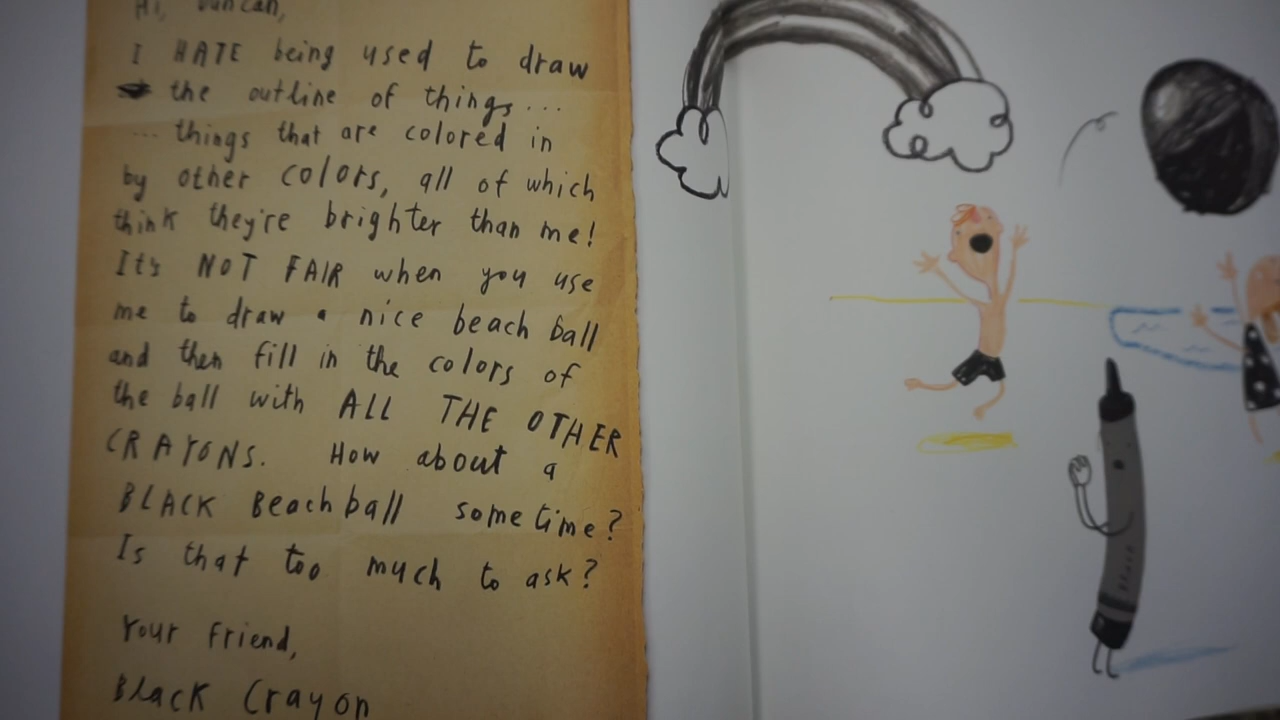 Hi, Duncan,
I HATE being used to draw
the outline of things...
... things that are colored in
by other colors, all of which
think they're brighter than me!
It's NOT FAIR when you use
me to draw a nice beach ball
and then fill in the colors of
the ball with ALL THE OTHER
CRAYONS. How about a
BLACK Beach ball sometime?
Is that too much to ask?
Your friend,
Black Crayon